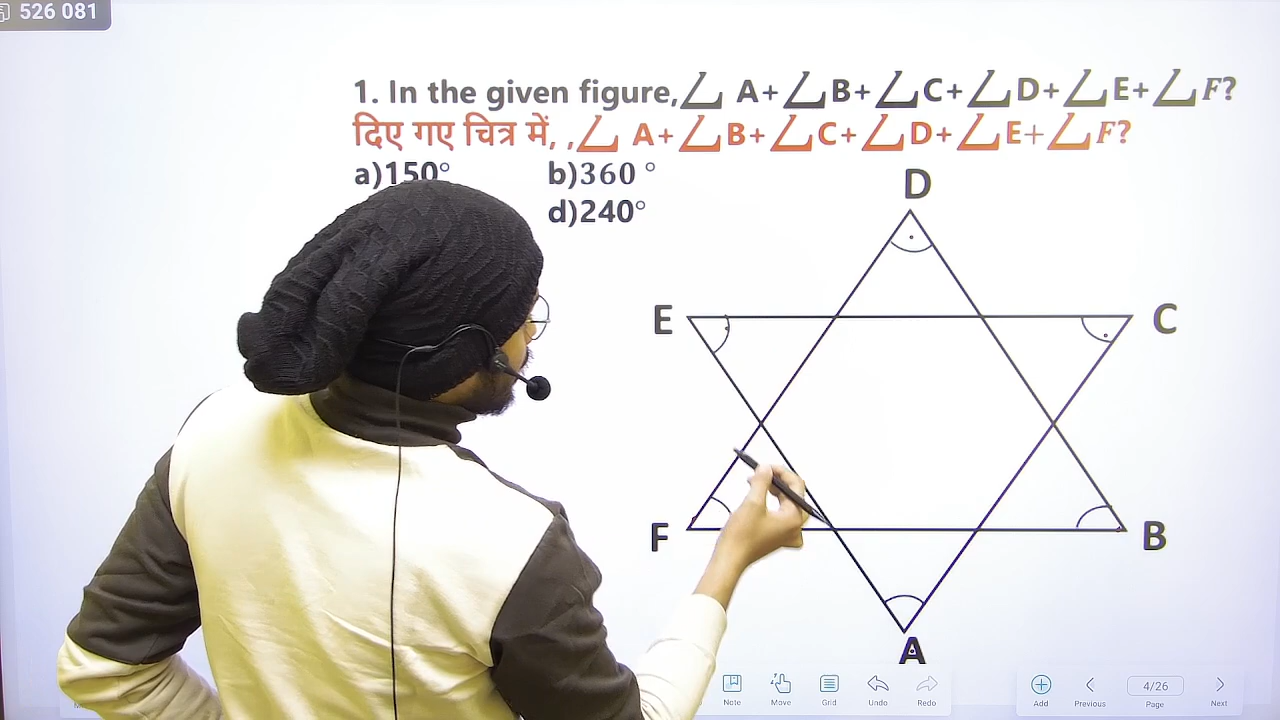 526 081
1. In the given figure,∠ A+∠B+∠C+∠D+∠E+∠F?
दिए गए चित्र में, ,∠ A+∠B+∠C+∠D+∠E+∠F?
a)150° b)360 °
d)240°
D
E C
F B
A
Note Move Grid Undo Redo Add Previous 4/26 Page Next